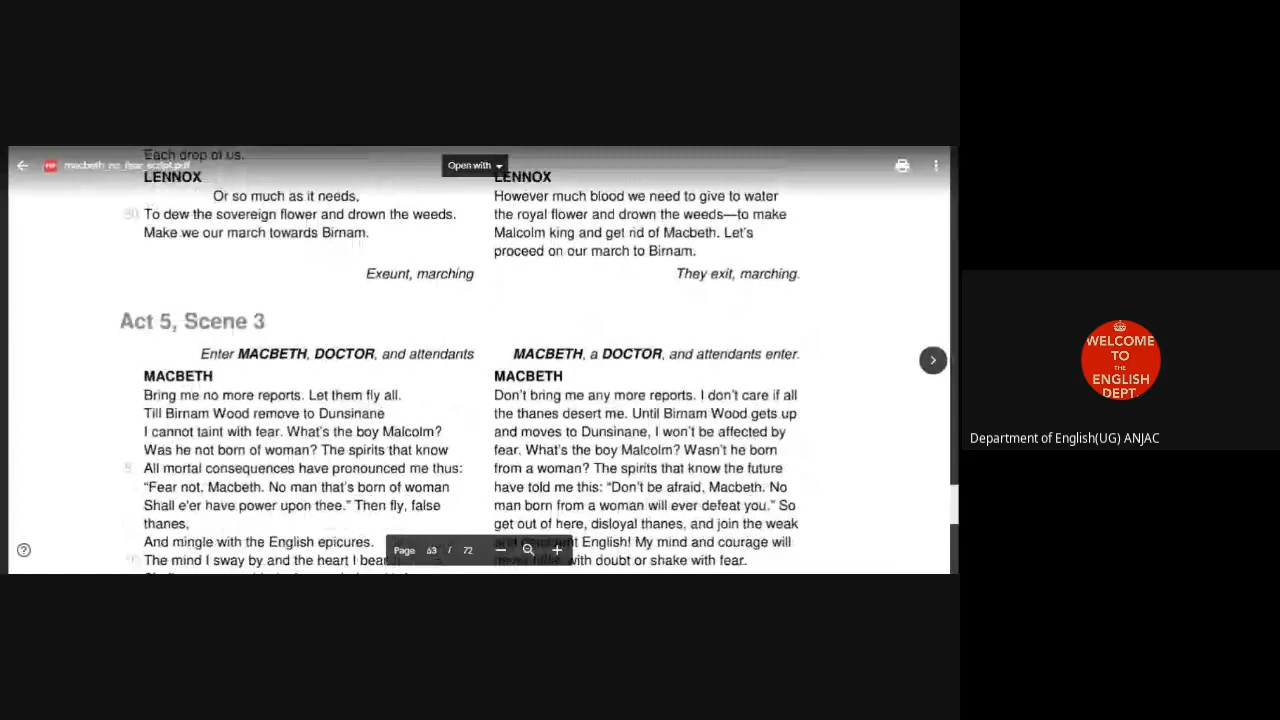 Each drop of us.
macbeth_no_fear_script.pdf
Open with
LENNOX
Or so much as it needs,
30 To dew the sovereign flower and drown the weeds.
Make we our march towards Birnam.
Exeunt, marching
LENNOX
However much blood we need to give to water
the royal flower and drown the weeds—to make
Malcolm king and get rid of Macbeth. Let's
proceed on our march to Birnam.
They exit, marching.
Act 5, Scene 3
Enter MACBETH, DOCTOR, and attendants
MACBETH
Bring me no more reports. Let them fly all.
Till Birnam Wood remove to Dunsinane
I cannot taint with fear. What's the boy Malcolm?
Was he not born of woman? The spirits that know
5 All mortal consequences have pronounced me thus:
“Fear not, Macbeth. No man that's born of woman
Shall e'er have power upon thee.” Then fly, false
thanes,
And mingle with the English epicures.
The mind I sway by and the heart I bear
MACBETH, a DOCTOR, and attendants enter.
MACBETH
Don't bring me any more reports. I don't care if all
the thanes desert me. Until Birnam Wood gets up
and moves to Dunsinane, I won't be affected by
fear. What's the boy Malcolm? Wasn't he born
from a woman? The spirits that know the future
have told me this: “Don't be afraid, Macbeth. No
man born from a woman will ever defeat you.” So
get out of here, disloyal thanes, and join the weak
English! My mind and courage will
with doubt or shake with fear.
Page 63 / 72
WELCOME
TO
THE
ENGLISH
DEPT.
Department of English(UG) ANJAC